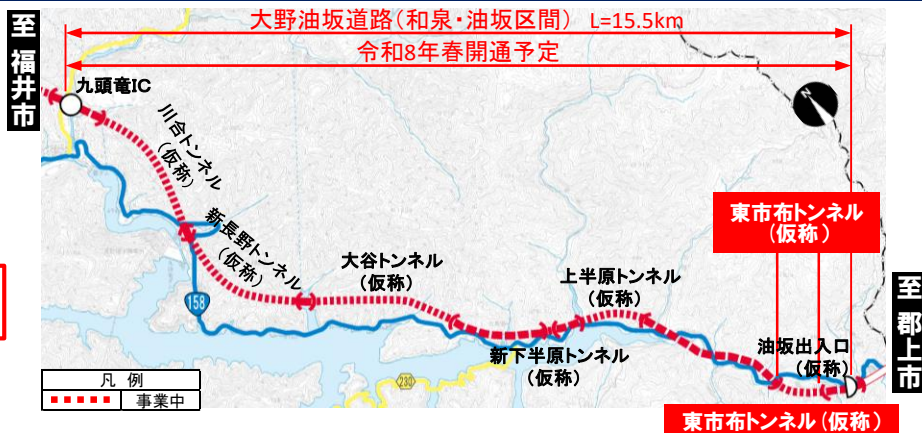 大野油坂道路(和泉・油坂区間) L=15.5km
令和8年春開通予定
至 福井市
九頭竜IC
川合トンネル
(仮称)
新長野トンネル
(仮称)
大谷トンネル
(仮称)
上半原トンネル
(仮称)
東市布トンネル
(仮称)
N
158
新下半原トンネル
(仮称)
油坂出入口
(仮称)
至 郡上市
230
凡 例
事業中
東市布トンネル(仮称)